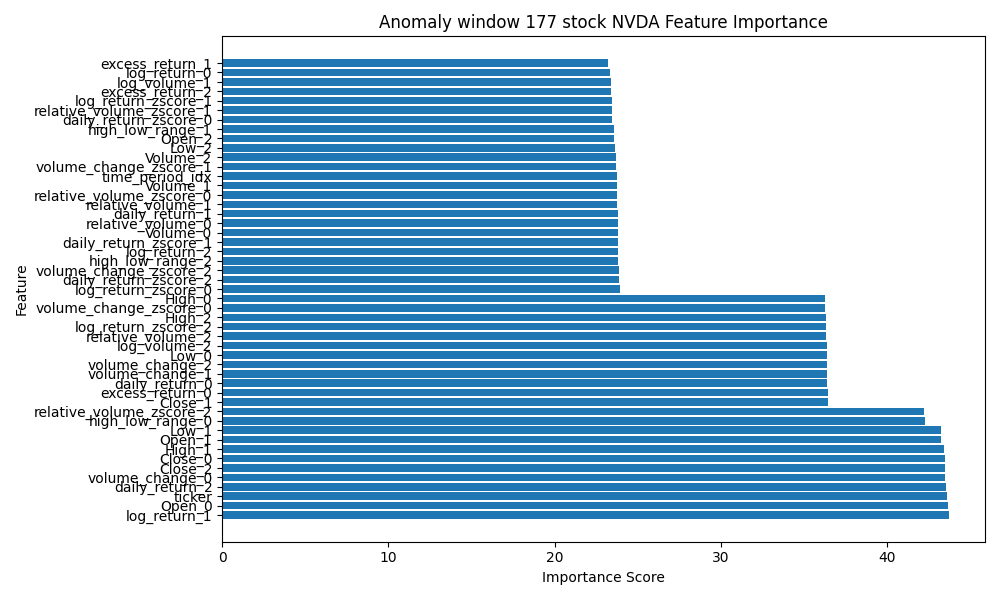 Anomaly window 177 stock NVDA Feature Importance
excess_return_1
log_return_0
log_volume_1
excess_return_2
log_return_zscore_1
relative_volume_zscore_1
daily_return_zscore_0
high_low_range_1
Open_2
Low_2
Volume_2
volume_change_zscore_1
time_period_idx
Volume_1
relative_volume_zscore_0
relative_volume_1
daily_return_1
relative_volume_0
Volume_0
daily_return_zscore_1
log_return_2
high_low_range_2
volume_change_zscore_2
daily_return_zscore_2
log_return_zscore_0
High_0
volume_change_zscore_0
High_2
log_return_zscore_2
relative_volume_2
log_volume_2
Low_0
volume_change_2
volume_change_1
daily_return_0
excess_return_0
Close_1
relative_volume_zscore_2
high_low_range_0
Low_1
Open_1
High_1
Close_0
Close_2
volume_change_0
daily_return_2
ticker
Open_0
log_return_1
Feature
0 10 20 30 40
Importance Score